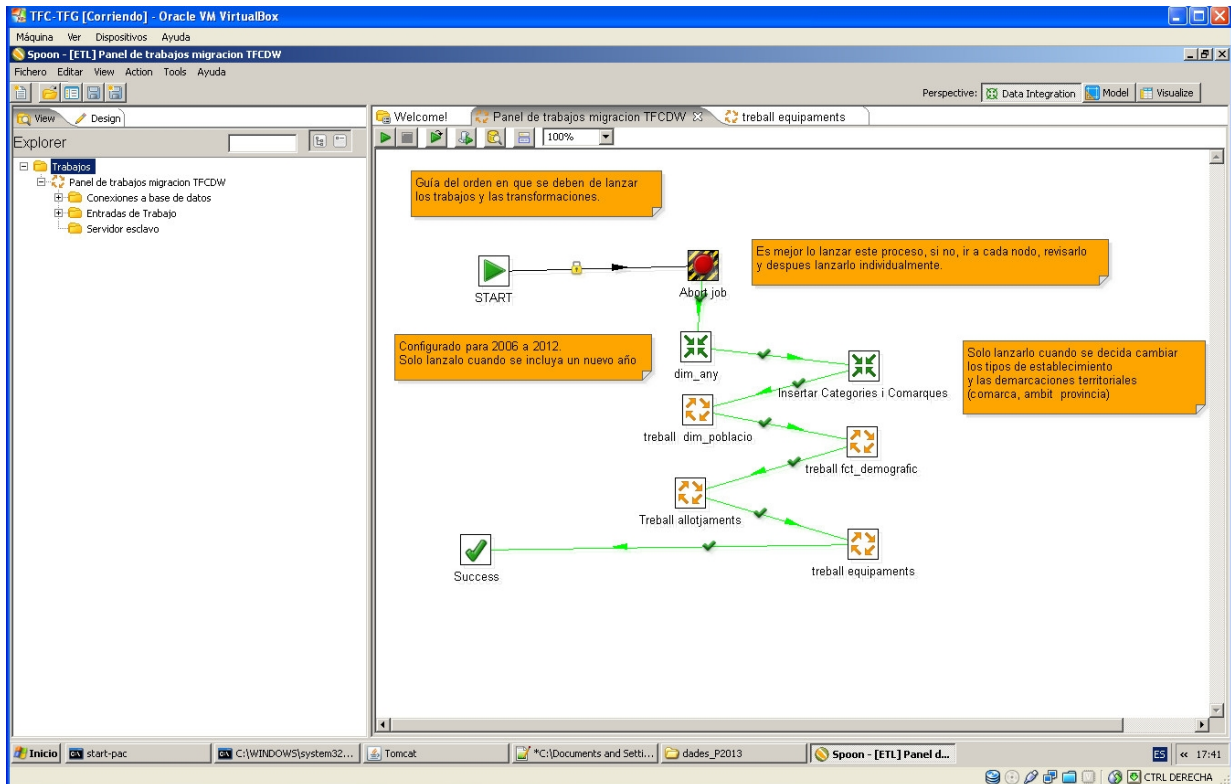 TFC-TFG [Corriendo] - Oracle VM VirtualBox
Máquina Ver Dispositivos Ayuda
Spoon - [ETL] Panel de trabajos migracion TFCDW
Fichero Editar View Action Tools Ayuda
Perspective: Data Integration Model Visualize
View Design
Welcome! Panel de trabajos migracion TFCDW treball equipaments
Explorer
100%
Trabajos
Panel de trabajos migracion TFCDW
Conexiones a base de datos
Entradas de Trabajo
Servidor esclavo
Guía del orden en que se deben de lanzar
los trabajos y las transformaciones.
Es mejor lo lanzar este proceso, si no, ir a cada nodo, revisarlo
y despues lanzarlo individualmente.
START
Abort job
Configurado para 2006 a 2012.
Solo lanzalo cuando se incluya un nuevo año
dim_any
Insertar Categories i Comarques
Solo lanzarlo cuando se decida cambiar
los tipos de establecimiento
y las demarcaciones territoriales
(comarca, ambit provincia)
treball dim_poblacio
treball fct_demografic
Treball allotjaments
treball equipaments
Success
Inicio start-pac C:\WINDOWS\system32... Tomcat *C:\Documents and Setti... dades_P2013 Spoon - [ETL] Panel d... ES « 17:41
CTRL DERECHA